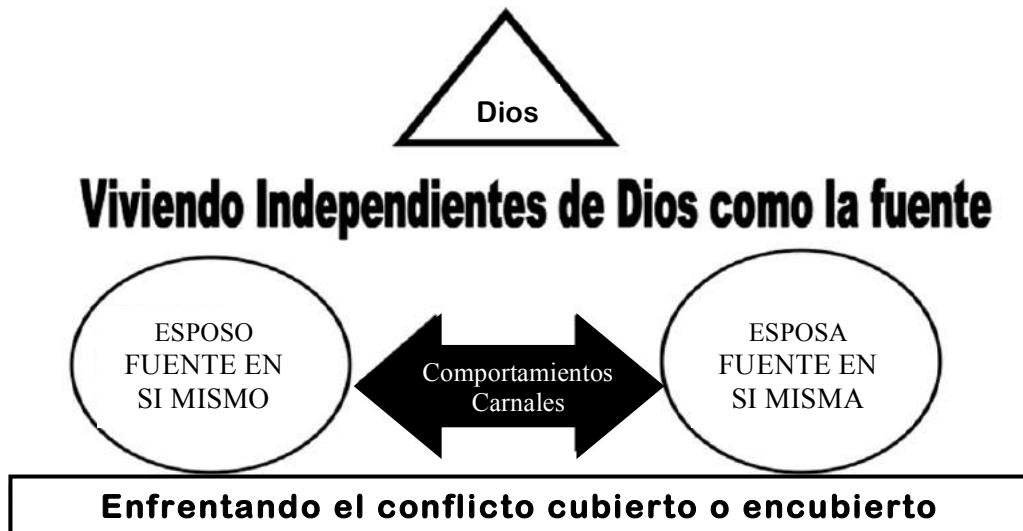 Dios
Viviendo Independientes de Dios como la fuente
ESPOSO
FUENTE EN
SI MISMO
Comportamientos
Carnales
ESPOSA
FUENTE EN
SI MISMA
Enfrentando el conflicto cubierto o encubierto